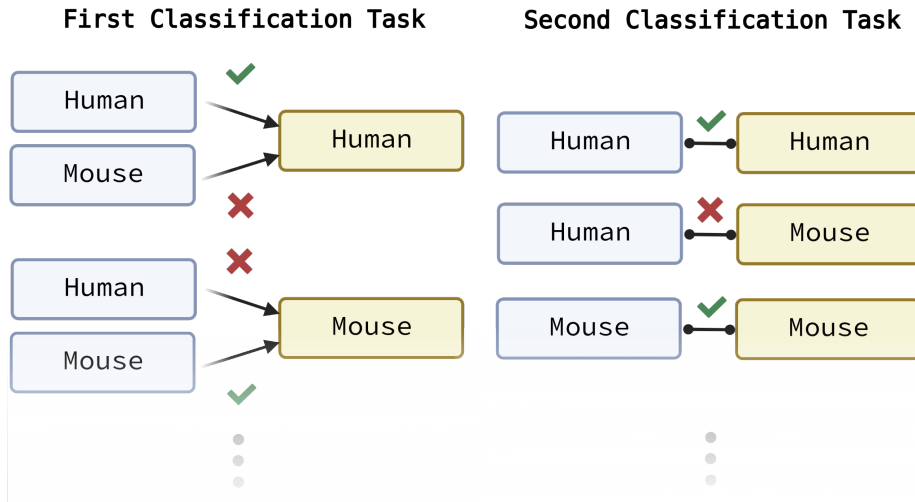 First Classification Task
Human
Mouse
Human
Human
Mouse
Mouse
Second Classification Task
Human Human
Human Mouse
Mouse Mouse